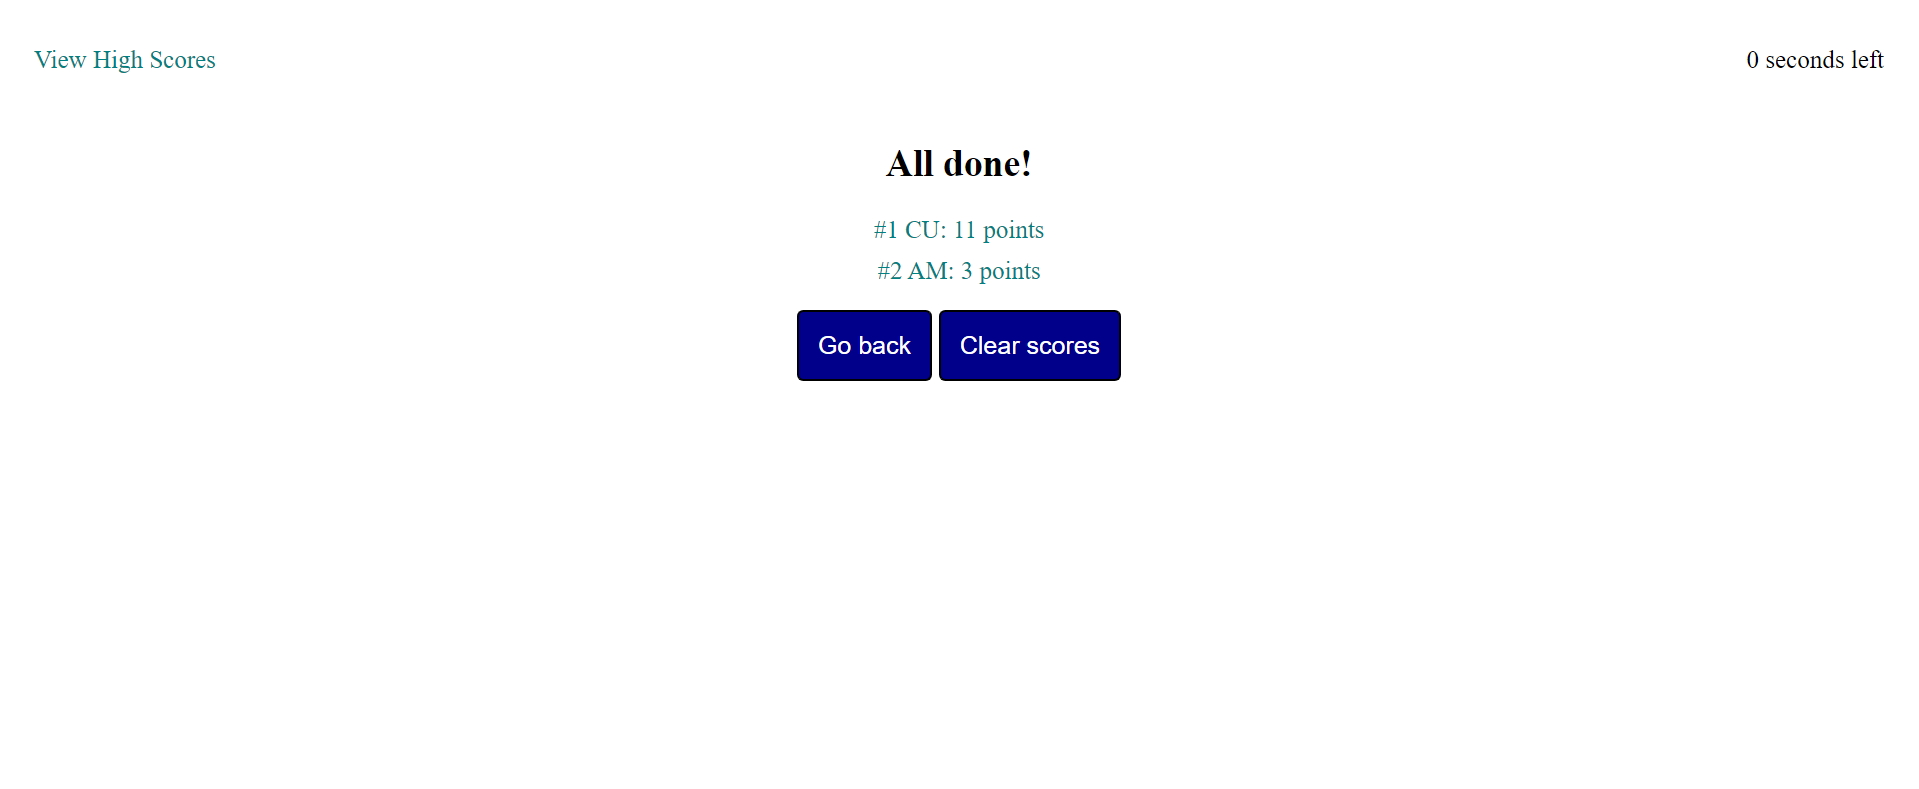 View High Scores
0 seconds left
All done!
#1 CU: 11 points
#2 AM: 3 points
Go back
Clear scores